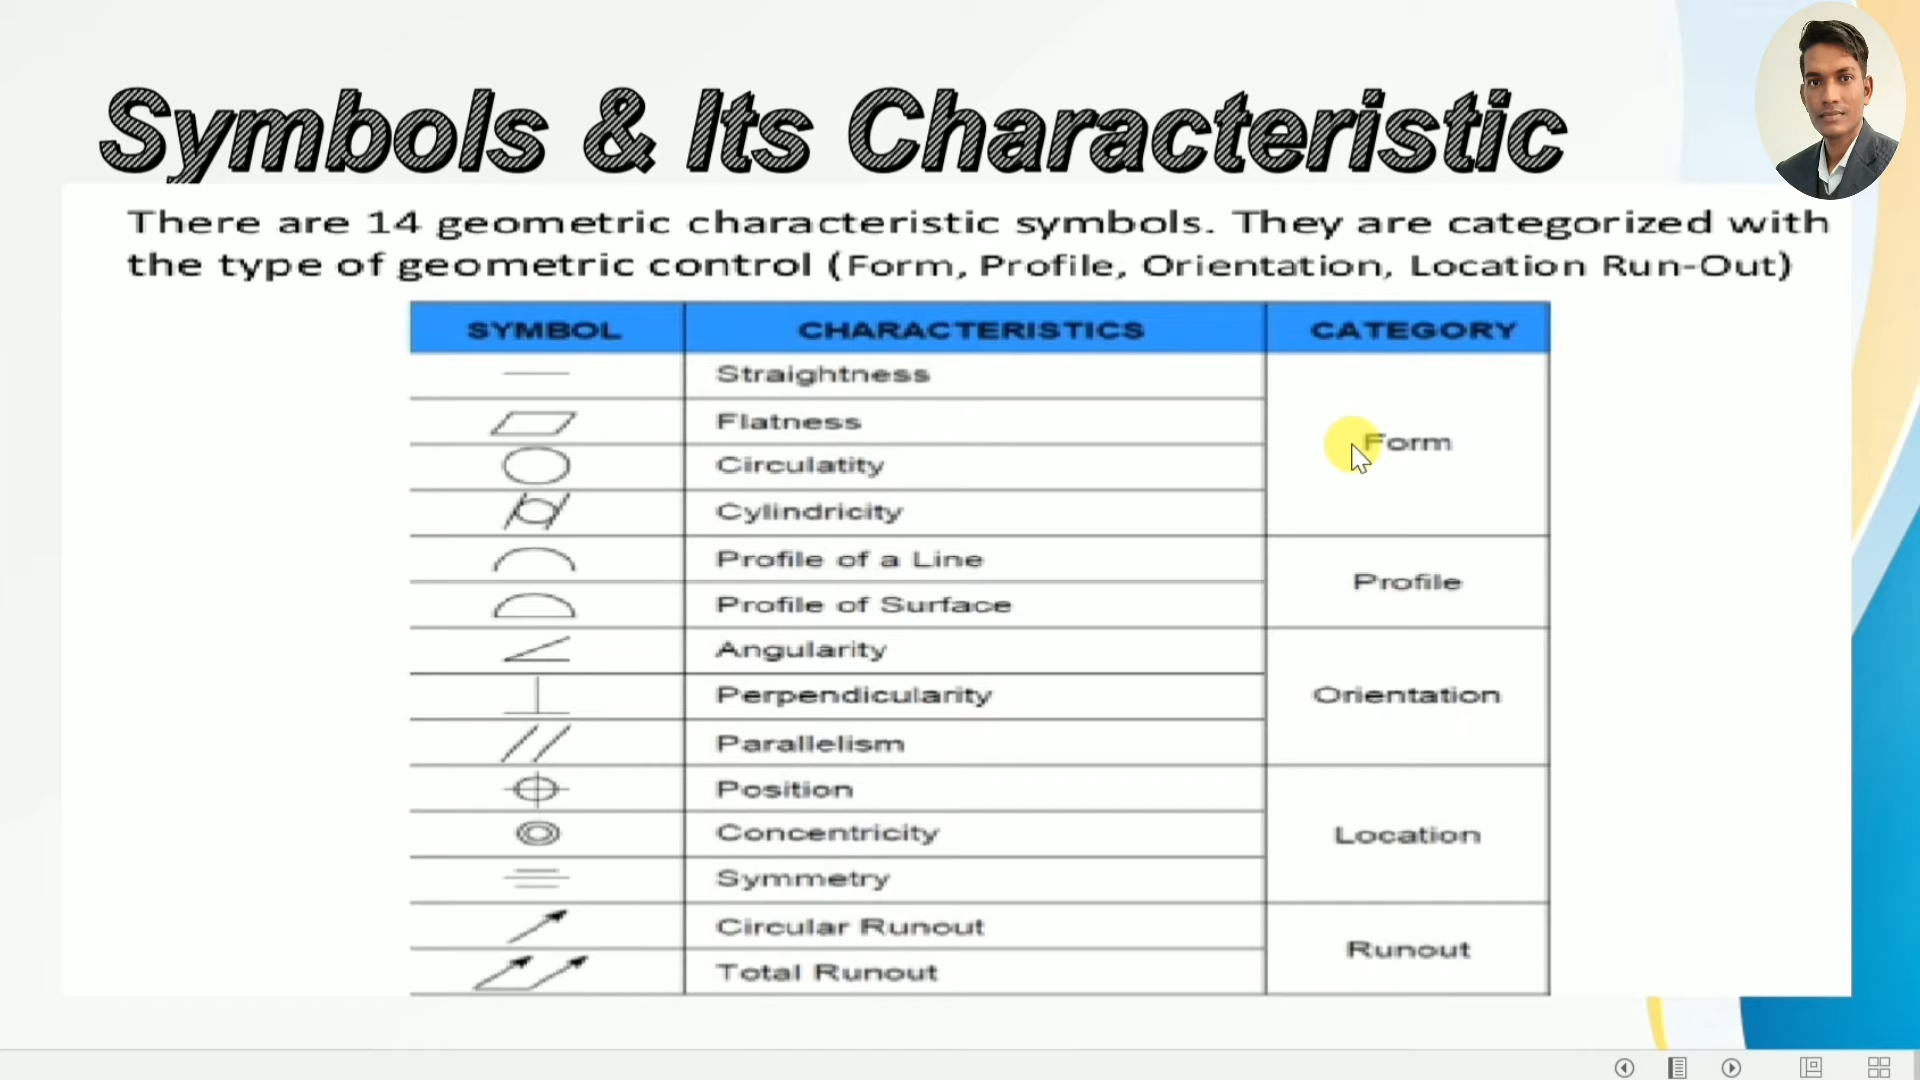 Symbols & Its Characteristic
There are 14 geometric characteristic symbols. They are categorized with
the type of geometric control (Form, Profile, Orientation, Location Run-Out)
SYMBOL CHARACTERISTICS CATEGORY
Straightness
Flatness
Form
Circulatity
Cylindricity
Profile of a Line
Profile
Profile of Surface
Angularity
Perpendicularity Orientation
Parallelism
Position
Concentricity Location
Symmetry
Circular Runout
Runout
Total Runout